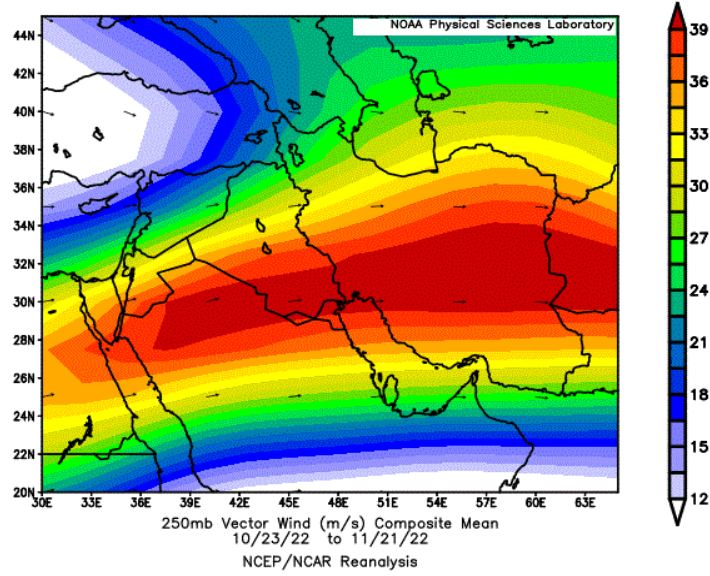 NOAA Physical Sciences Laboratory
44N
42N
40N
38N
36N
34N
32N
30N
28N
26N
24N
22N
20N
30E 33E 36E 39E 42E 45E 48E 51E 54E 57E 60E 63E
39
36
33
30
27
24
21
18
15
12
250mb Vector Wind (m/s) Composite Mean
10/23/22 to 11/21/22
NCEP/NCAR Reanalysis